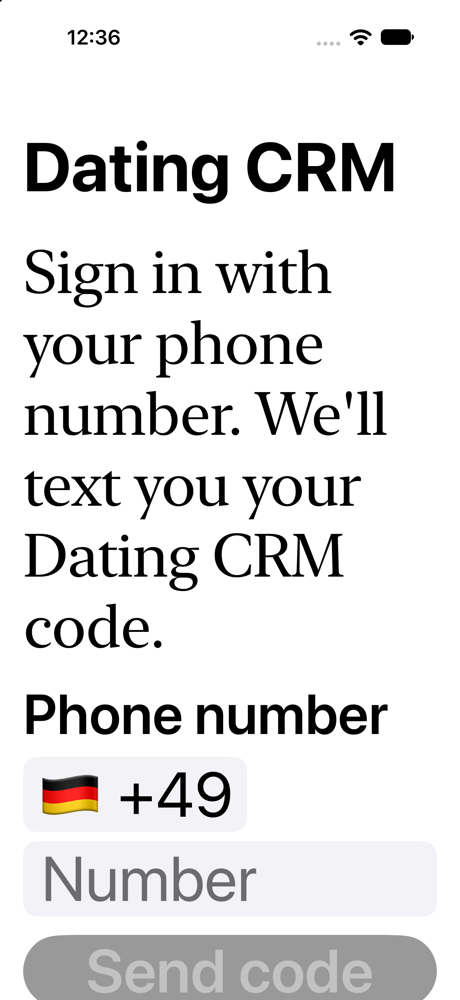 12:36
Dating CRM
Sign in with
your phone
number. We'll
text you your
Dating CRM
code.
Phone number
+49
Number
Send code